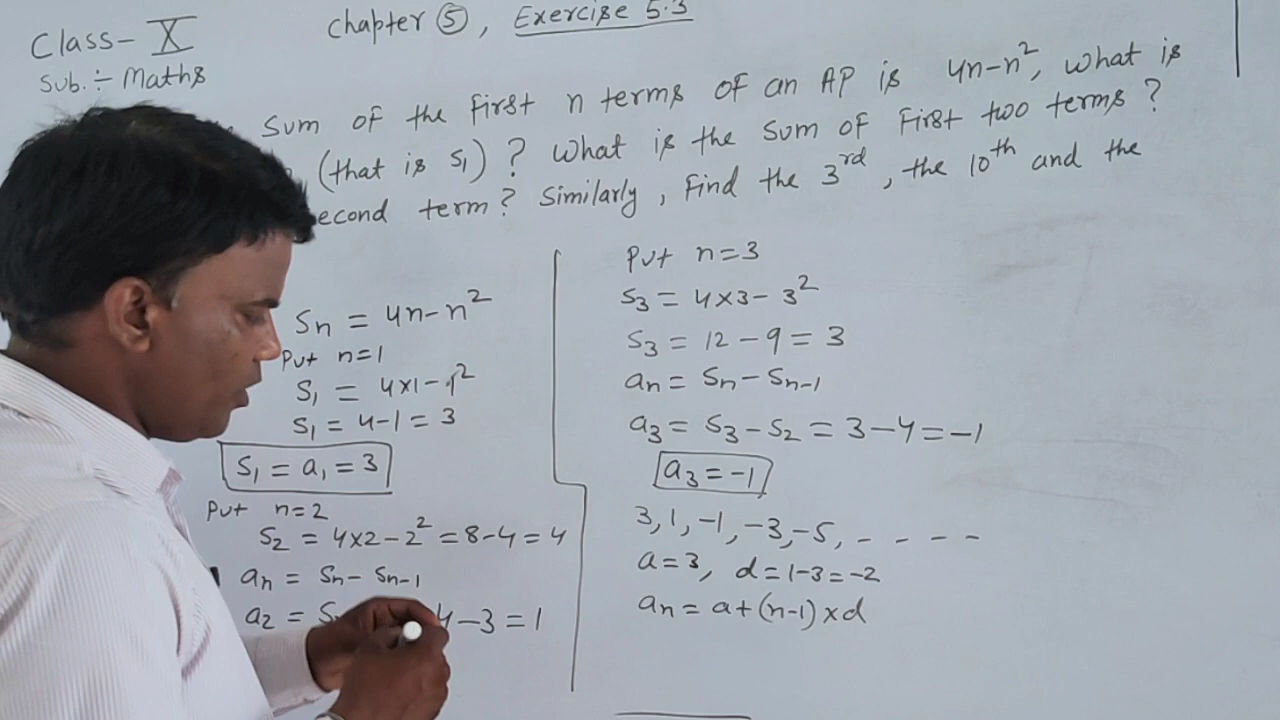 Class- X
Sub. ÷ Maths
Chapter ⑤, Exercise 5.3
Sum of the first n terms of an AP is 4n-n², what is
(that is S₁) ? What is the sum of first two terms ?
econd term? Similarly, Find the 3rd, the 10th and the
Sn = 4n-n²
Put n=1
S₁ = 4×1-1²
S₁ = 4-1 = 3
S₁ = a₁ = 3
Put n=2
S₂ = 4×2-2² = 8-4 = 4
an = Sn- Sn-1
a₂ = 4-3 = 1
Put n=3
S₃ = 4×3-3²
S₃ = 12-9 = 3
an = Sn-Sn-1
a₃ = S₃-S₂ = 3-4 = -1
a₃ = -1
3, 1, -1, -3, -5, - - - -
a=3, d=1-3=-2
an = a+(n-1)×d